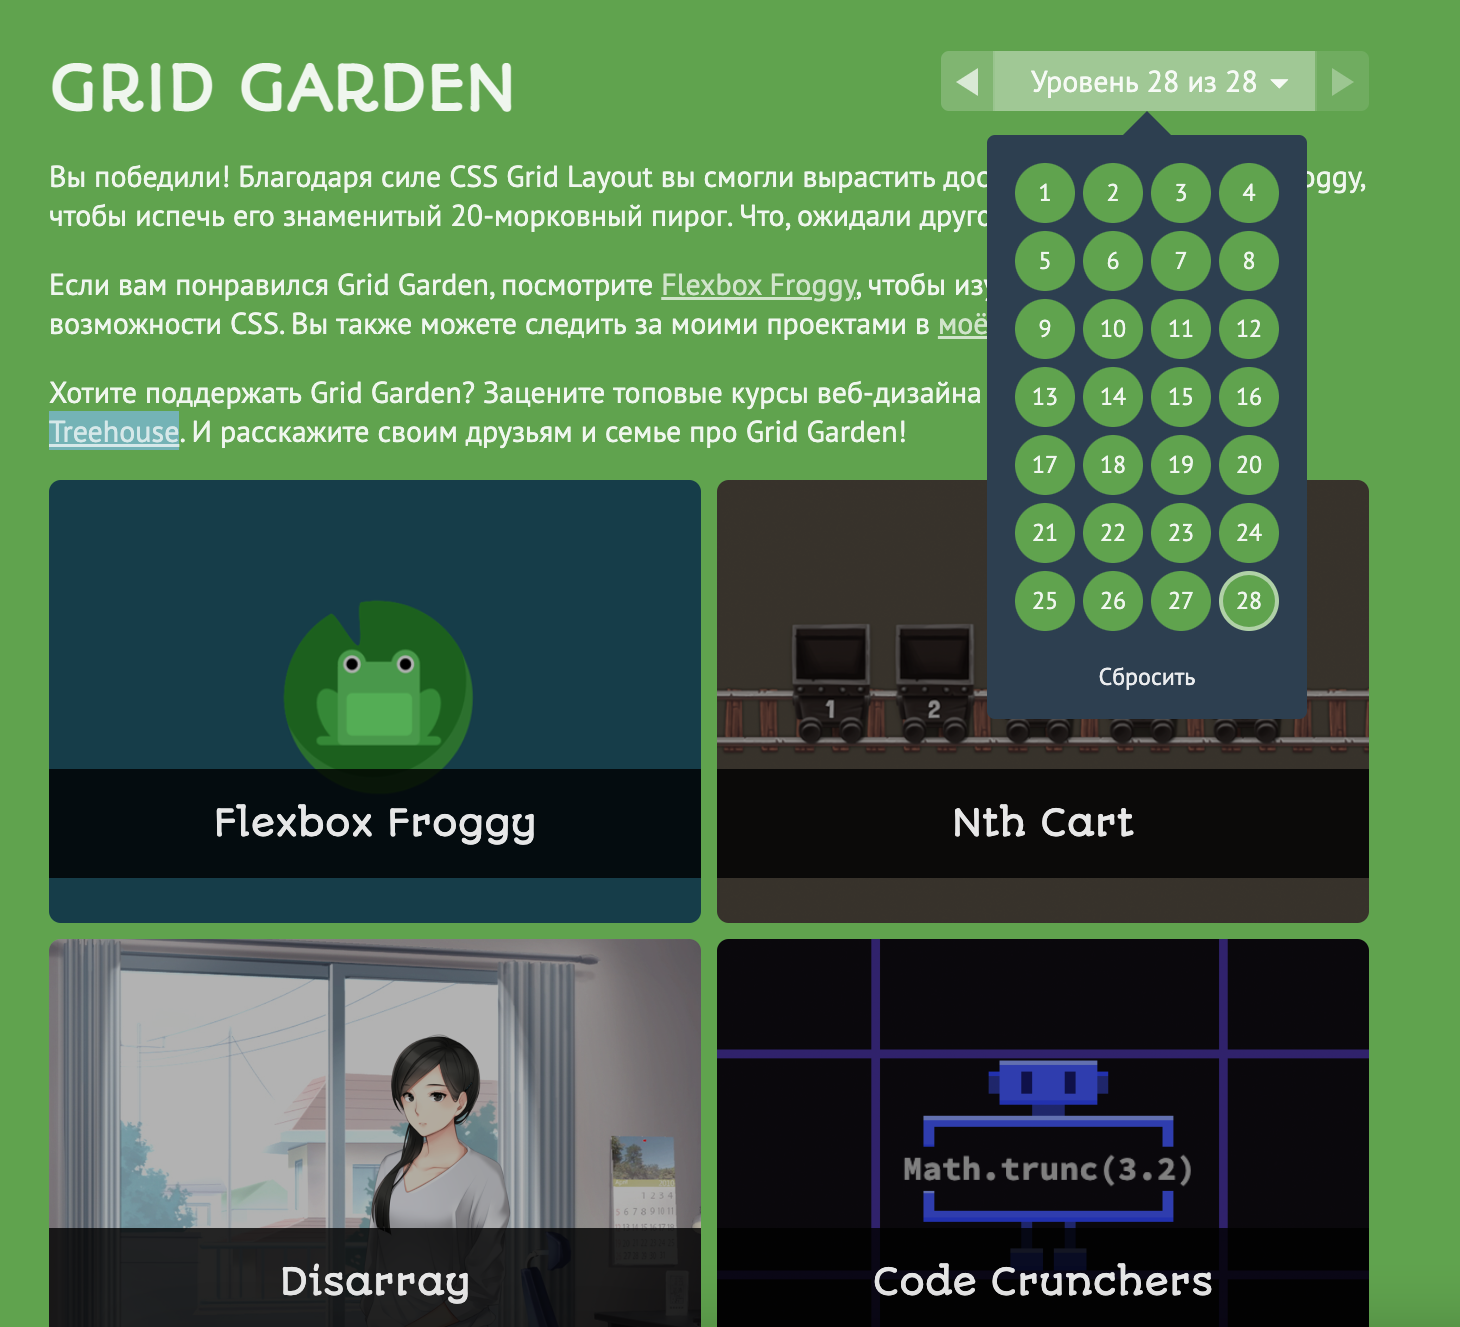 GRID GARDEN
Уровень 28 из 28
Вы победили! Благодаря силе CSS Grid Layout вы смогли вырастить дос oggy,
чтобы испечь его знаменитый 20-морковный пирог. Что, ожидали друго
Если вам понравился Grid Garden, посмотрите Flexbox Froggy, чтобы изу
возможности CSS. Вы также можете следить за моими проектами в моё
Хотите поддержать Grid Garden? Зацените топовые курсы веб-дизайна
Treehouse. И расскажите своим друзьям и семье про Grid Garden!
1 2 3 4
5 6 7 8
9 10 11 12
13 14 15 16
17 18 19 20
21 22 23 24
25 26 27 28
Сбросить
1 2
Flexbox Froggy
Nth Cart
1 2 3 4
5 6 7 8 9 10 11
Disarray
Math.trunc(3.2)
Code Crunchers